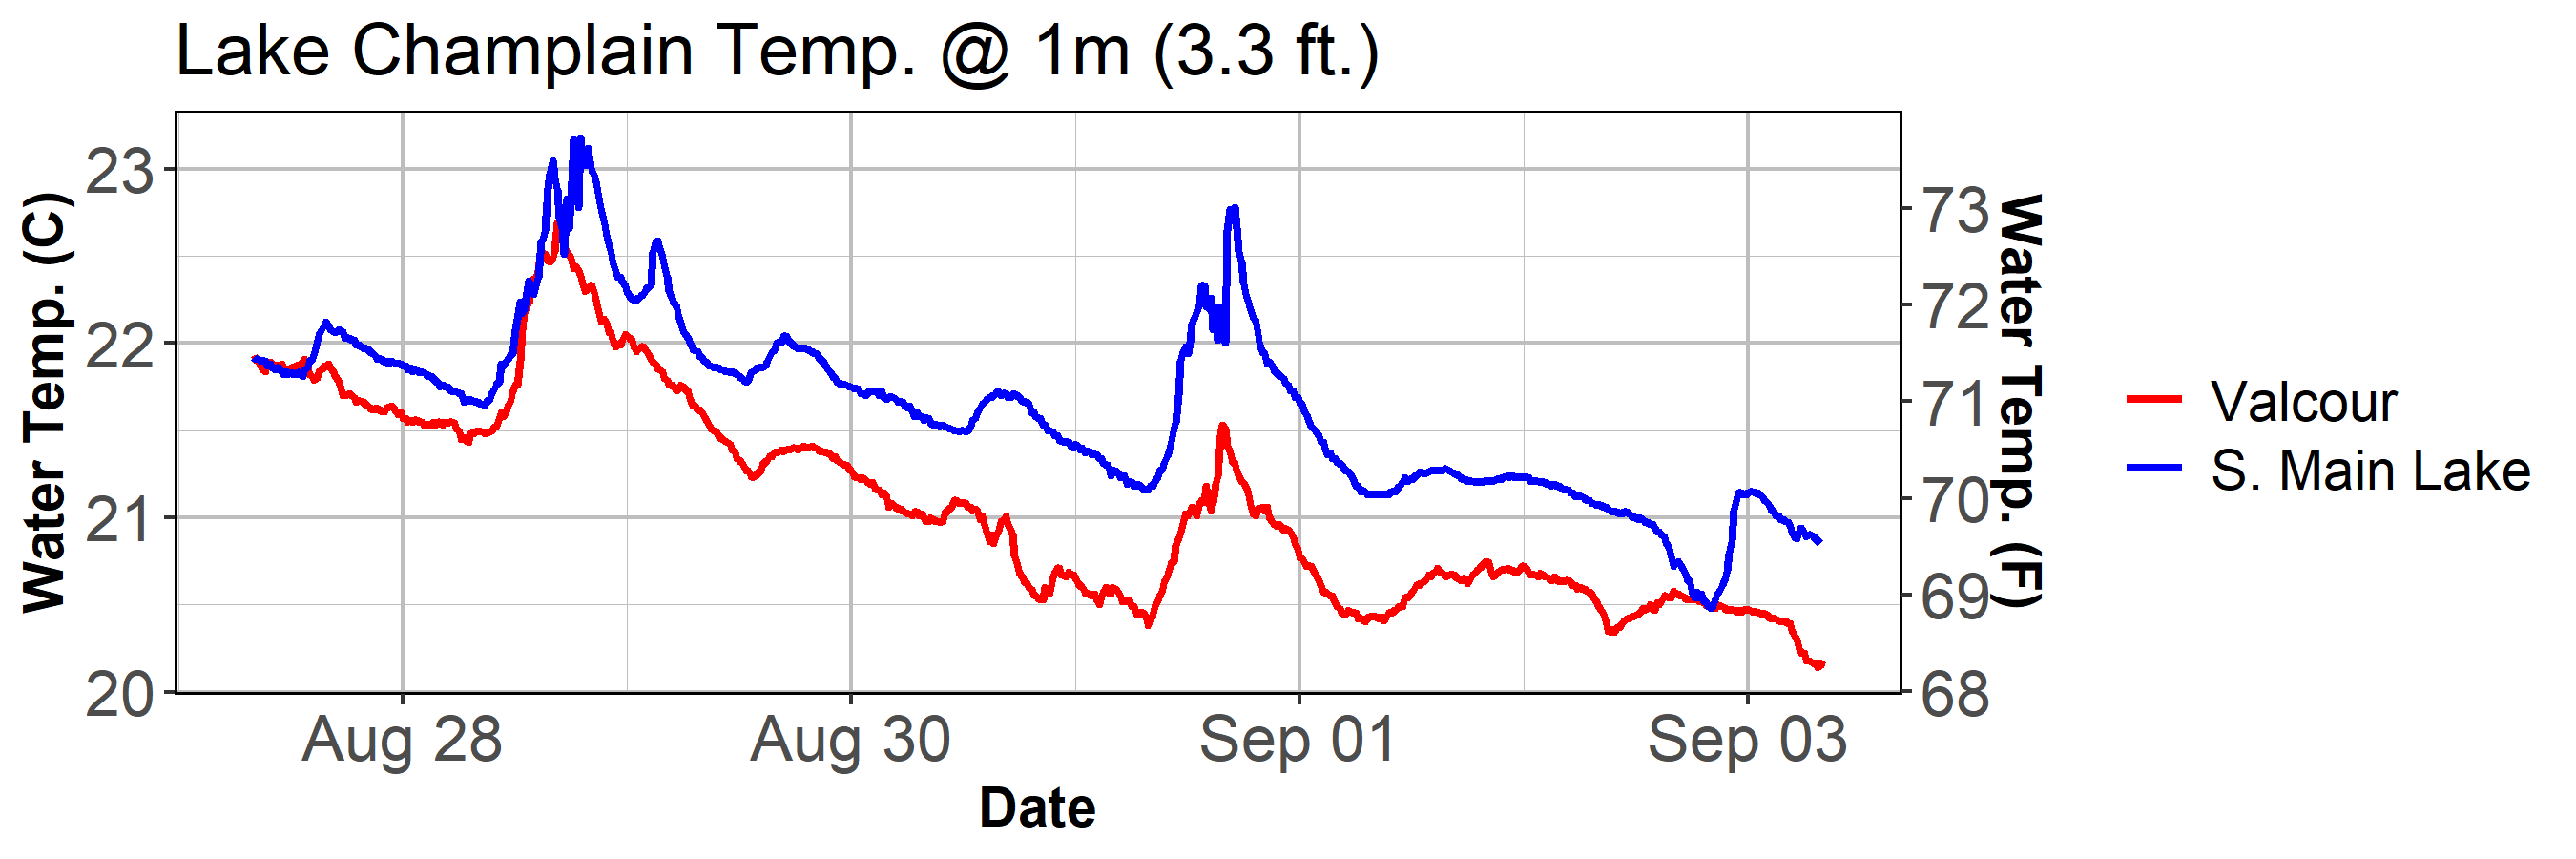 Lake Champlain Temp. @ 1m (3.3 ft.)
Water Temp. (C)
23
22
21
20
73
72
71
70
69
68
Water Temp. (F)
Aug 28
Aug 30
Sep 01
Sep 03
Date
Valcour
S. Main Lake